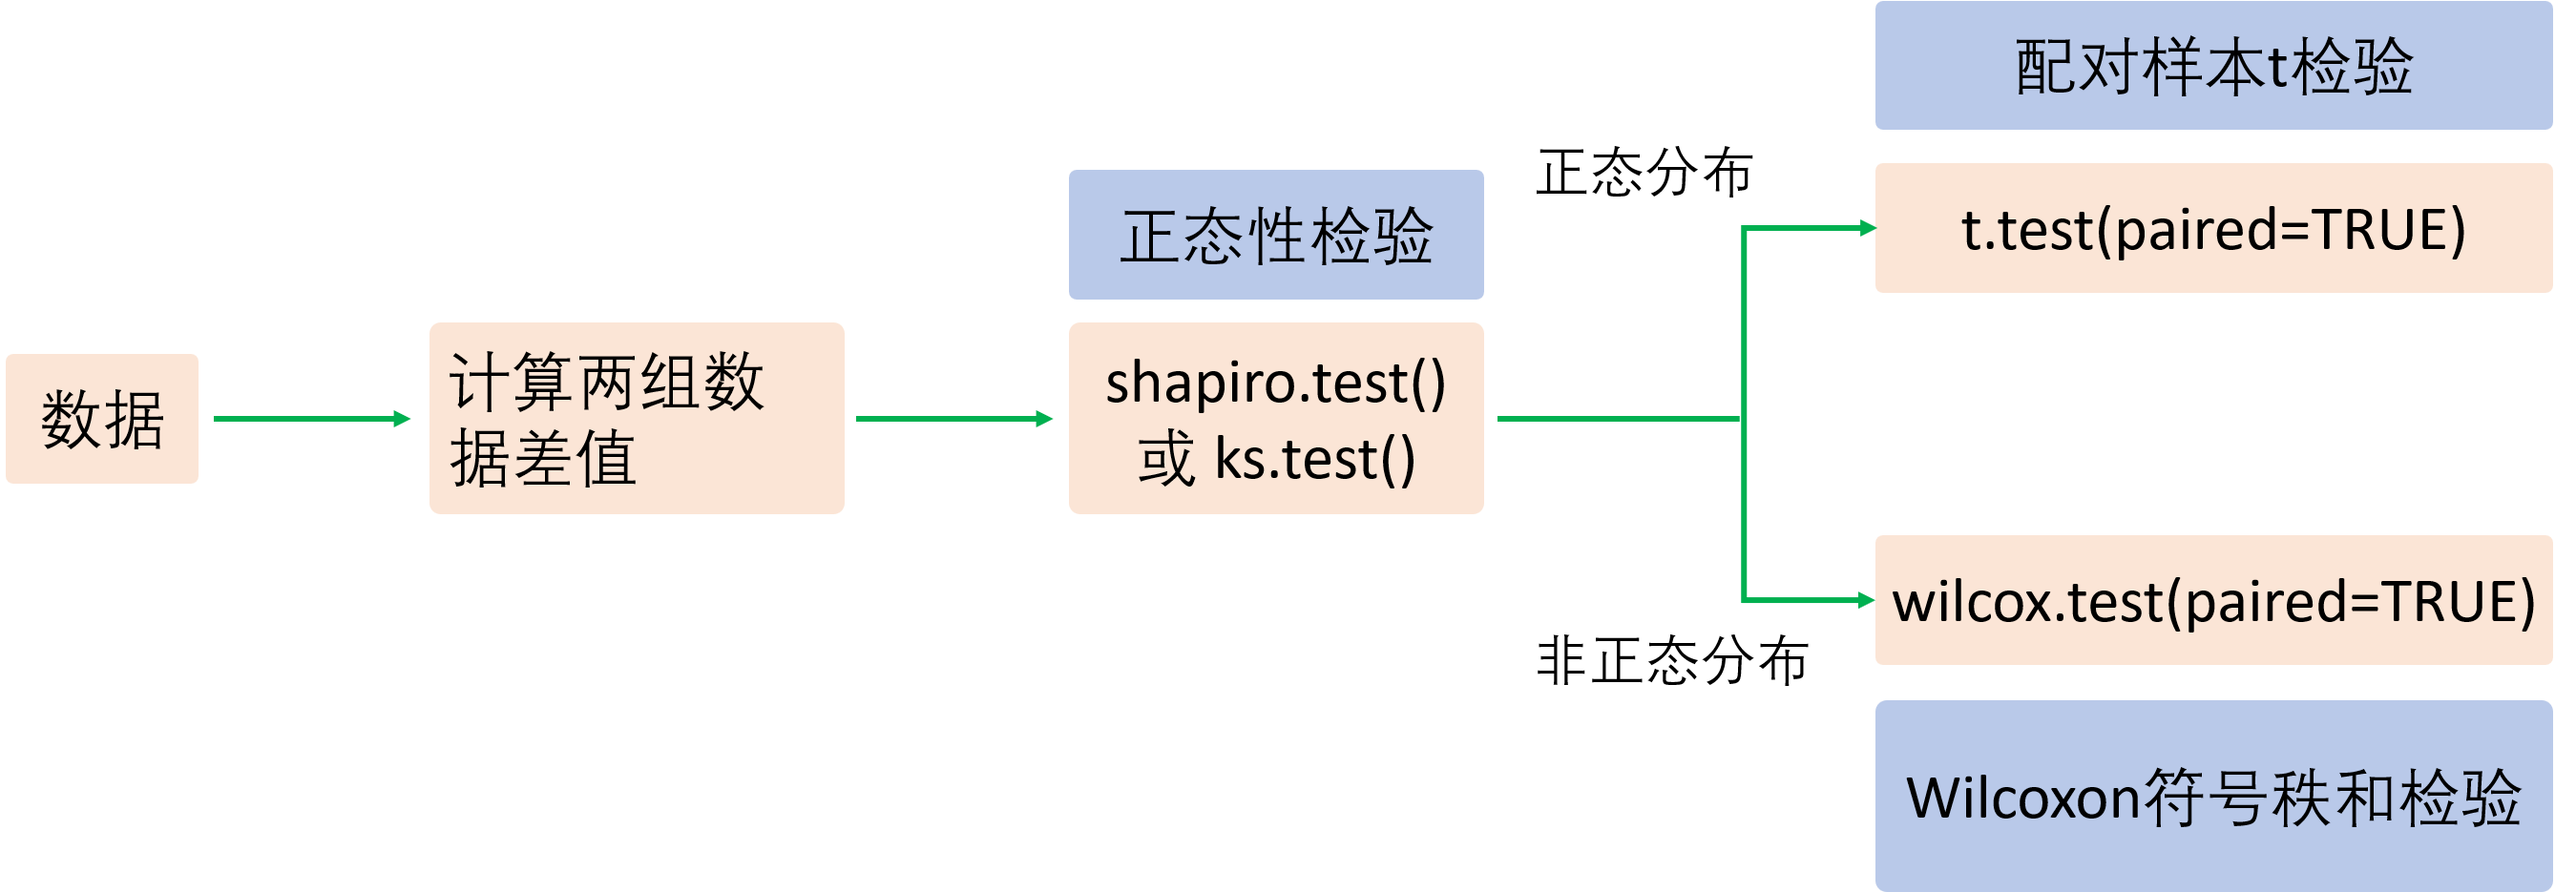 数据
计算两组数
据差值
正态性检验
shapiro.test()
或 ks.test()
正态分布
配对样本t检验
t.test(paired=TRUE)
非正态分布
wilcox.test(paired=TRUE)
Wilcoxon符号秩和检验